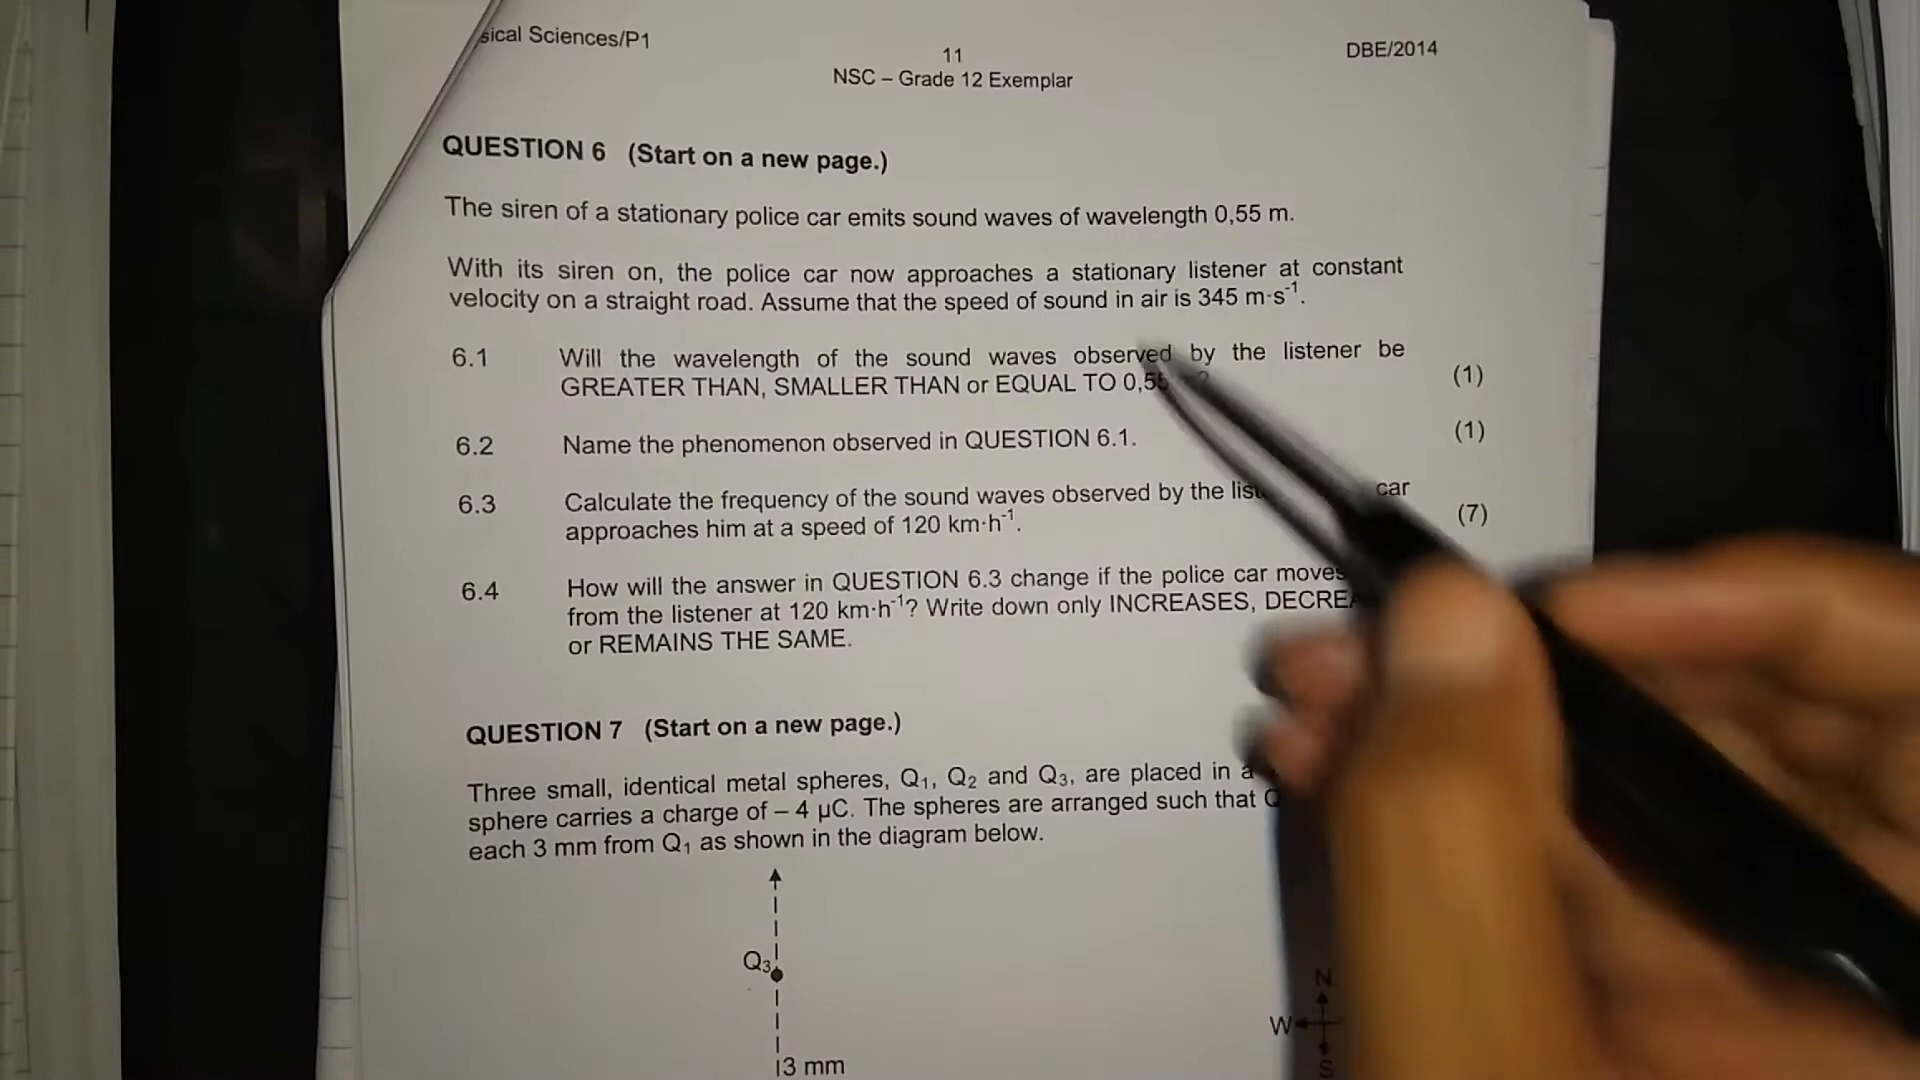 sical Sciences/P1
11
DBE/2014
NSC – Grade 12 Exemplar
QUESTION 6 (Start on a new page.)
The siren of a stationary police car emits sound waves of wavelength 0,55 m.
With its siren on, the police car now approaches a stationary listener at constant
velocity on a straight road. Assume that the speed of sound in air is 345 m·s⁻¹.
6.1 Will the wavelength of the sound waves observed by the listener be
GREATER THAN, SMALLER THAN or EQUAL TO 0,55
(1)
6.2 Name the phenomenon observed in QUESTION 6.1. (1)
6.3 Calculate the frequency of the sound waves observed by the car
approaches him at a speed of 120 km·h⁻¹. (7)
6.4 How will the answer in QUESTION 6.3 change if the police car moves
from the listener at 120 km·h⁻¹? Write down only INCREASES,
or REMAINS THE SAME.
QUESTION 7 (Start on a new page.)
Three small, identical metal spheres, Q₁, Q₂ and Q₃, are placed in a
sphere carries a charge of – 4 µC. The spheres are arranged such that
each 3 mm from Q₁ as shown in the diagram below.
Q₃
N
W
S
3 mm